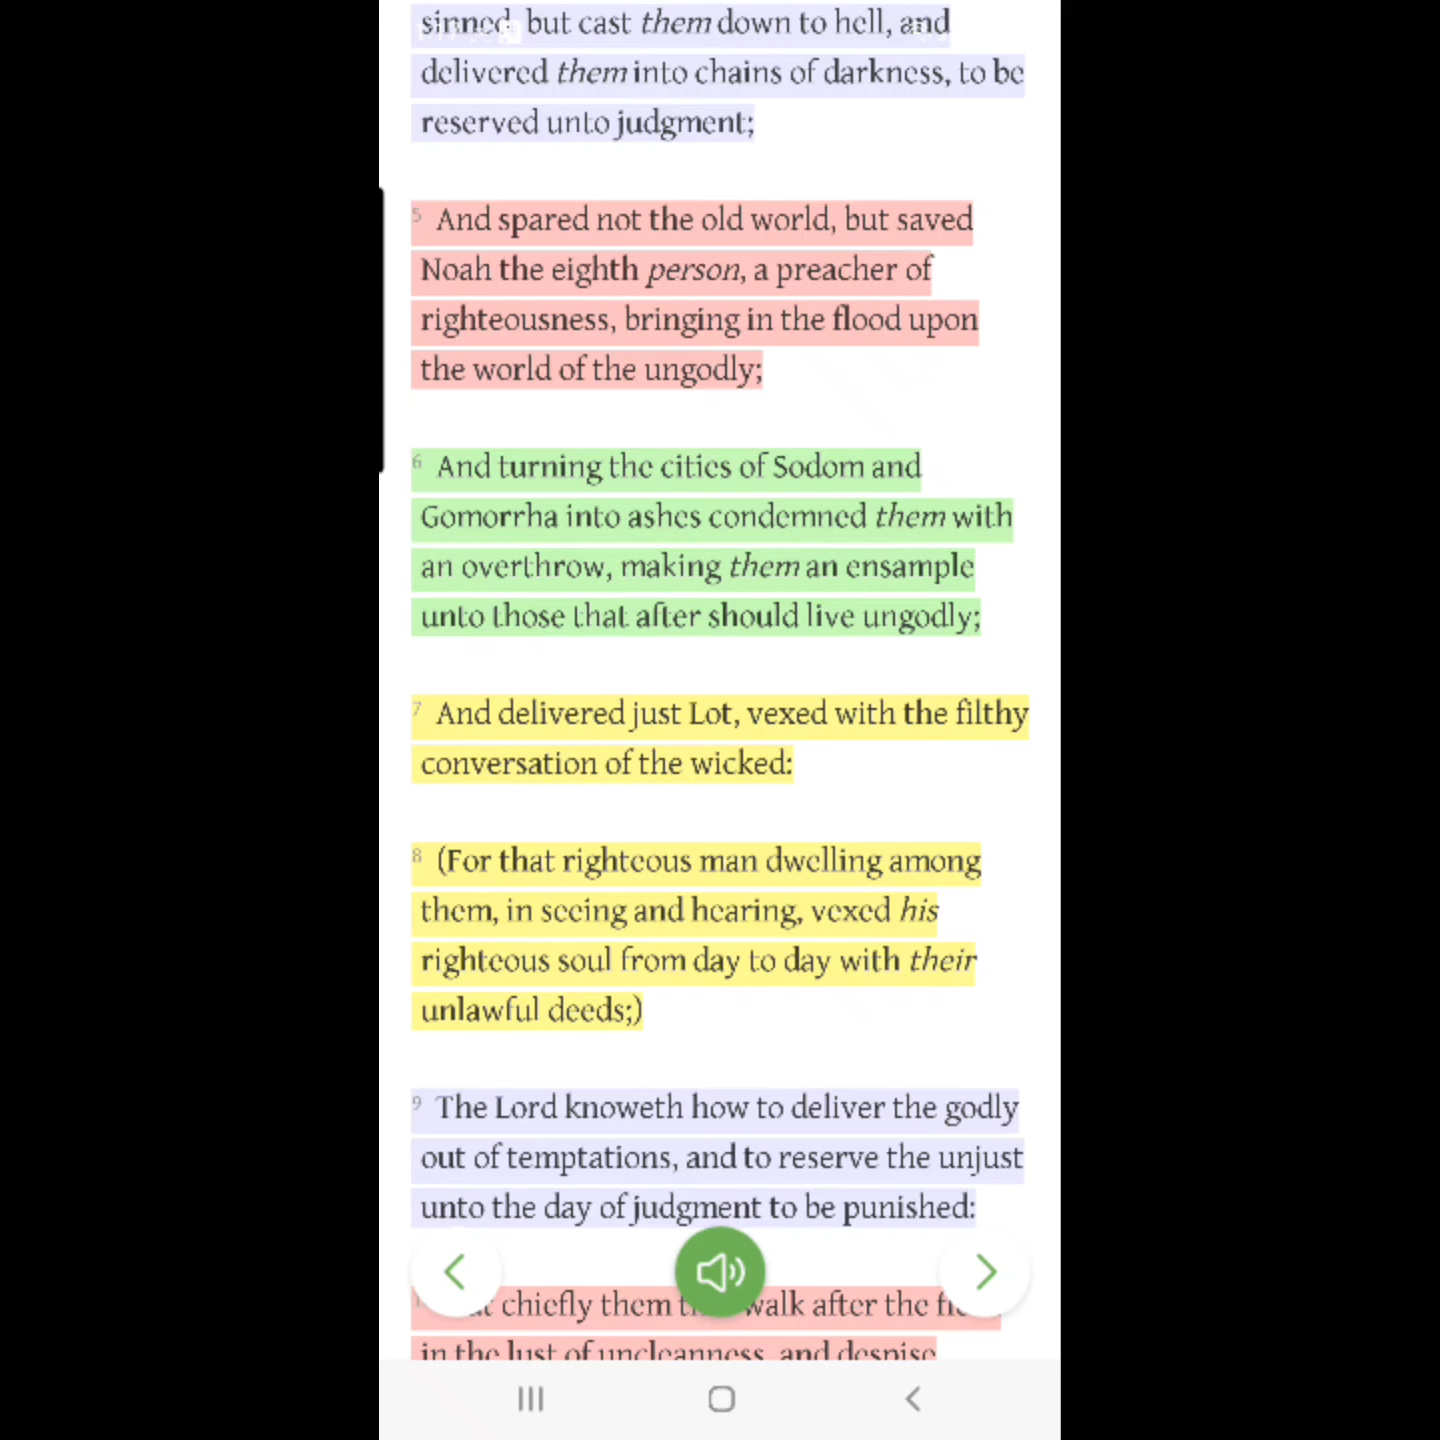 sinned, but cast them down to hell, and
delivered them into chains of darkness, to be
reserved unto judgment;
5 And spared not the old world, but saved
Noah the eighth person, a preacher of
righteousness, bringing in the flood upon
the world of the ungodly;
6 And turning the cities of Sodom and
Gomorrha into ashes condemned them with
an overthrow, making them an ensample
unto those that after should live ungodly;
7 And delivered just Lot, vexed with the filthy
conversation of the wicked:
8 (For that righteous man dwelling among
them, in seeing and hearing, vexed his
righteous soul from day to day with their
unlawful deeds;)
9 The Lord knoweth how to deliver the godly
out of temptations, and to reserve the unjust
unto the day of judgment to be punished:
chiefly them walk after the
in the lust of uncleanness, and despise